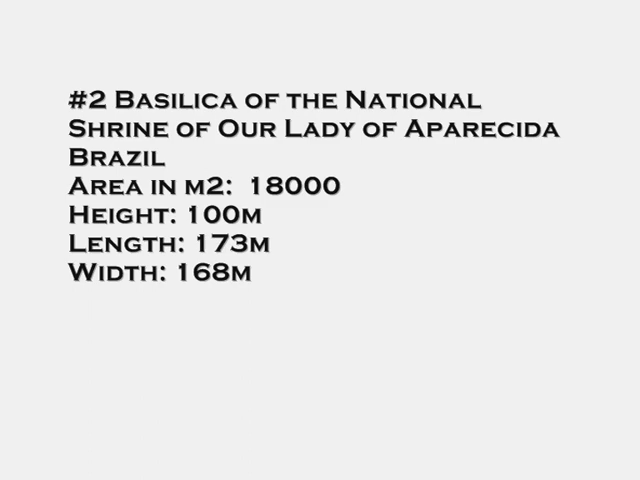 #2 Basilica of the National
Shrine of Our Lady of Aparecida
Brazil
Area in m2:  18000
Height: 100m
Length: 173m
Width: 168m